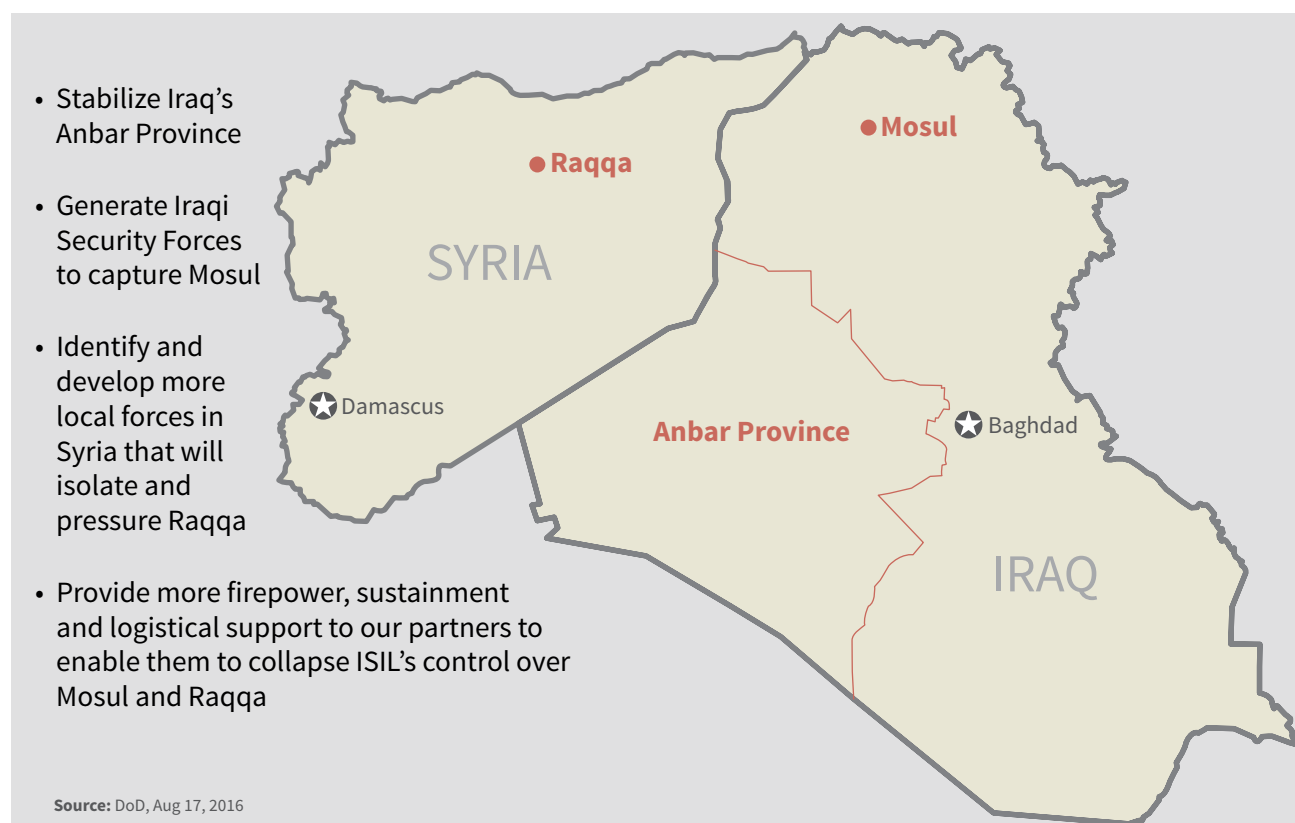 • Stabilize Iraq’s
Anbar Province
• Generate Iraqi
Security Forces
to capture Mosul
• Identify and
develop more
local forces in
Syria that will
isolate and
pressure Raqqa
• Provide more firepower, sustainment
and logistical support to our partners to
enable them to collapse ISIL’s control over
Mosul and Raqqa
Source: DoD, Aug 17, 2016
Mosul
Raqqa
SYRIA
Damascus
Anbar Province
Baghdad
IRAQ